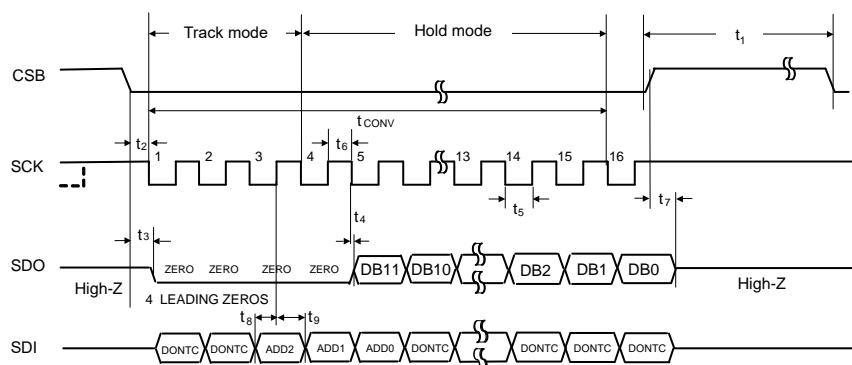 Track mode Hold mode t1
CSB
tCONV
t2 1 2 3 4 t6 5 13 14 15 16
SCK
t3 t4 t5 t7
SDO ZERO ZERO ZERO ZERO DB11 DB10 DB2 DB1 DB0
High-Z 4 LEADING ZEROS High-Z
t8 t9
SDI DONTC DONTC ADD2 ADD1 ADD0 DONTC DONTC DONTC DONTC